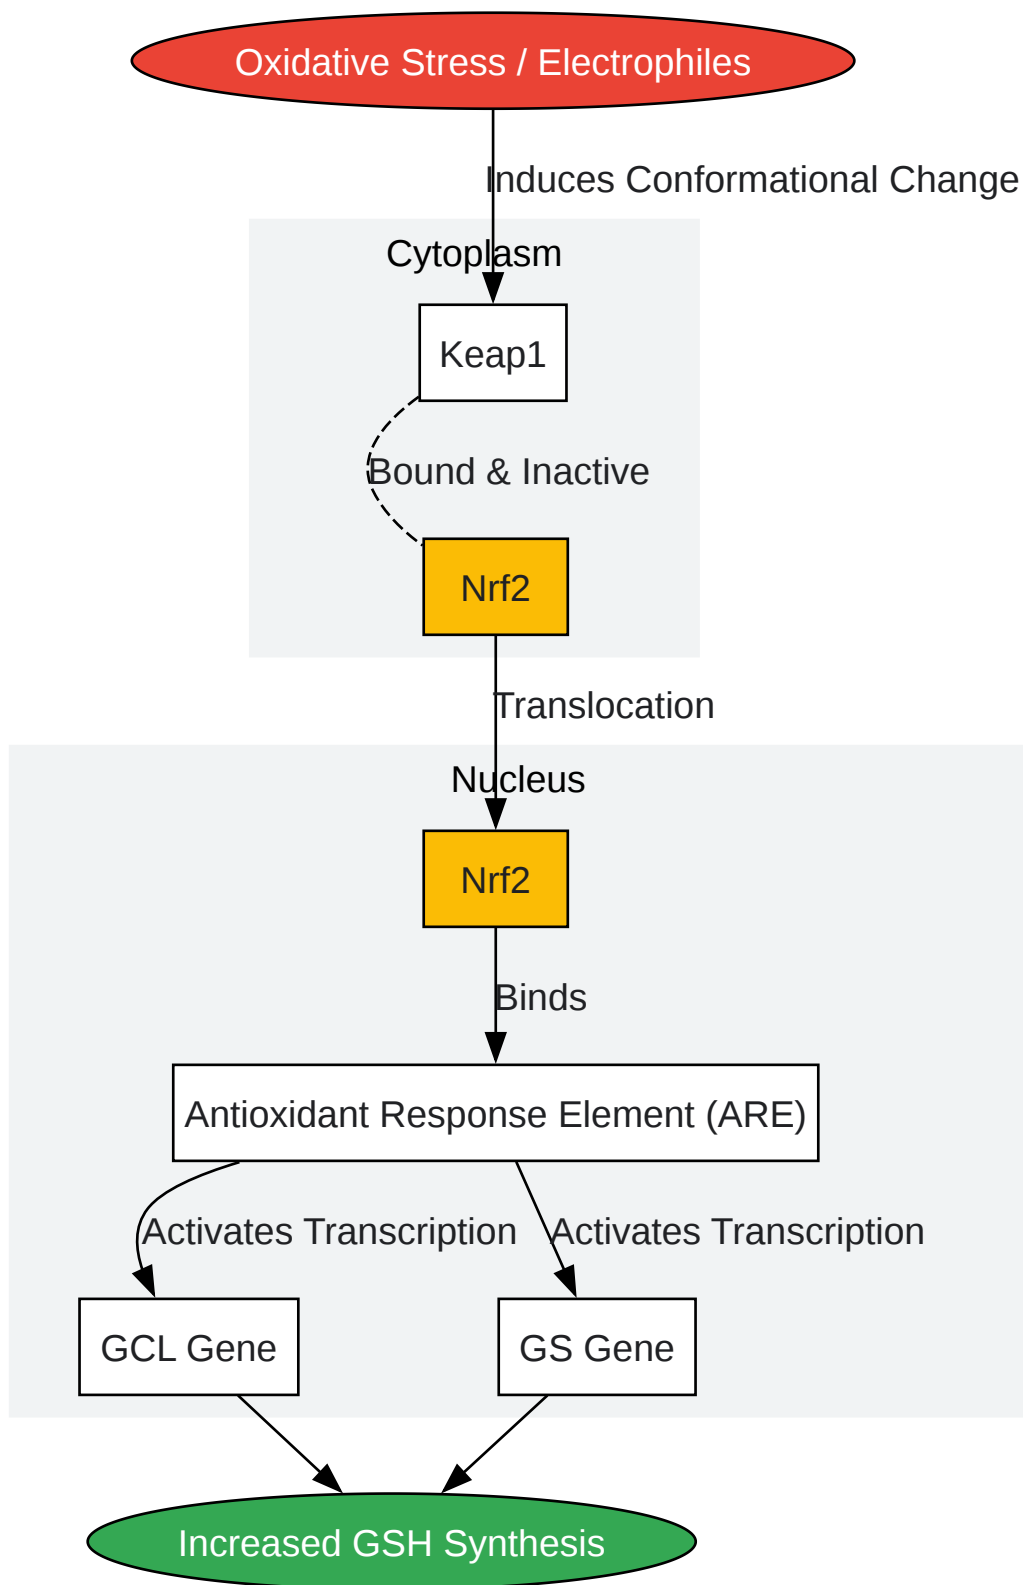 Oxidative Stress / Electrophiles
Induces Conformational Change
Cytoplasm
Keap1
Bound & Inactive
Nrf2
Translocation
Nucleus
Nrf2
Binds
Antioxidant Response Element (ARE)
Activates Transcription
Activates Transcription
GCL Gene
GS Gene
Increased GSH Synthesis